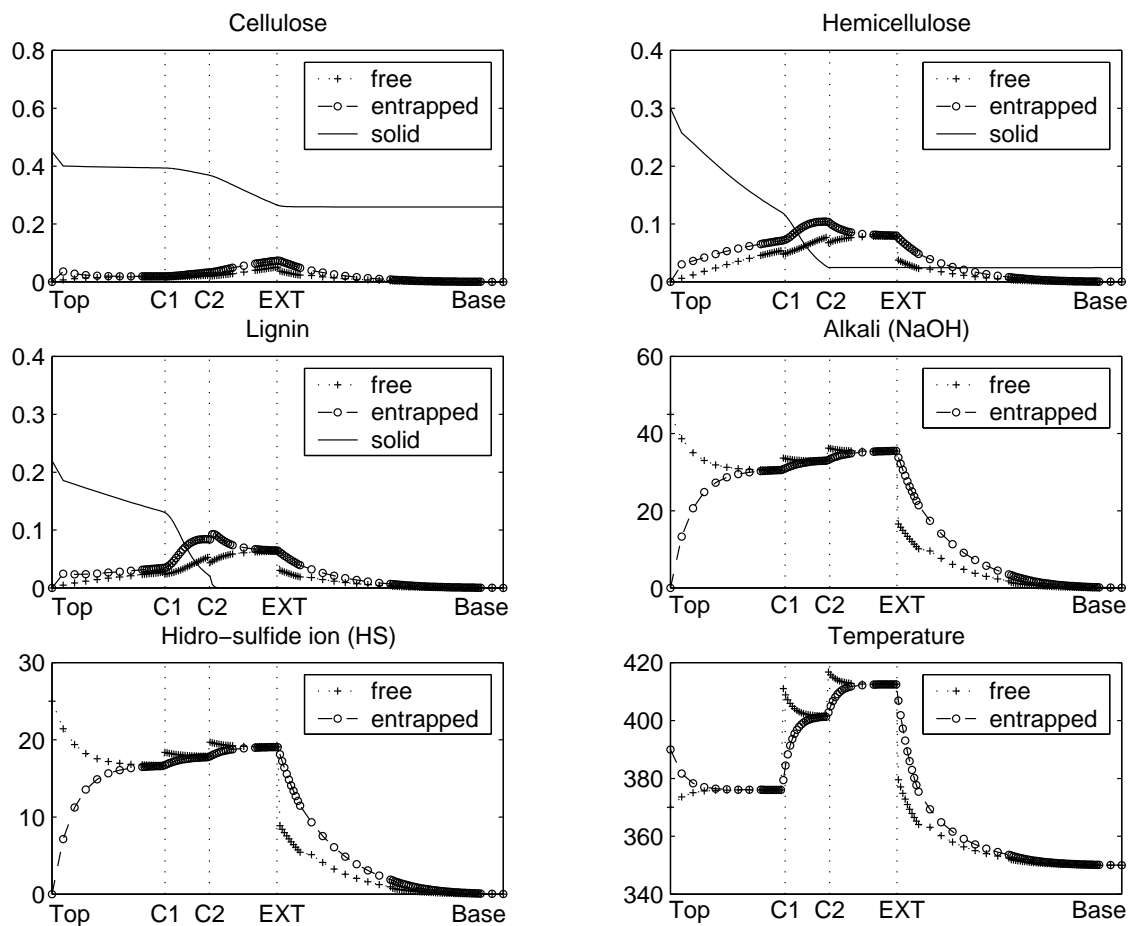 Cellulose
0.8
0.6
0.4
0.2
0
free
entrapped
solid
Top C1 C2 EXT Base
Hemicellulose
0.4
0.3
0.2
0.1
0
free
entrapped
solid
Top C1 C2 EXT Base
Lignin
0.4
0.3
0.2
0.1
0
free
entrapped
solid
Top C1 C2 EXT Base
Alkali (NaOH)
60
40
20
0
free
entrapped
Top C1 C2 EXT Base
Hidro−sulfide ion (HS)
30
20
10
0
free
entrapped
Top C1 C2 EXT Base
Temperature
420
400
380
360
340
free
entrapped
Top C1 C2 EXT Base